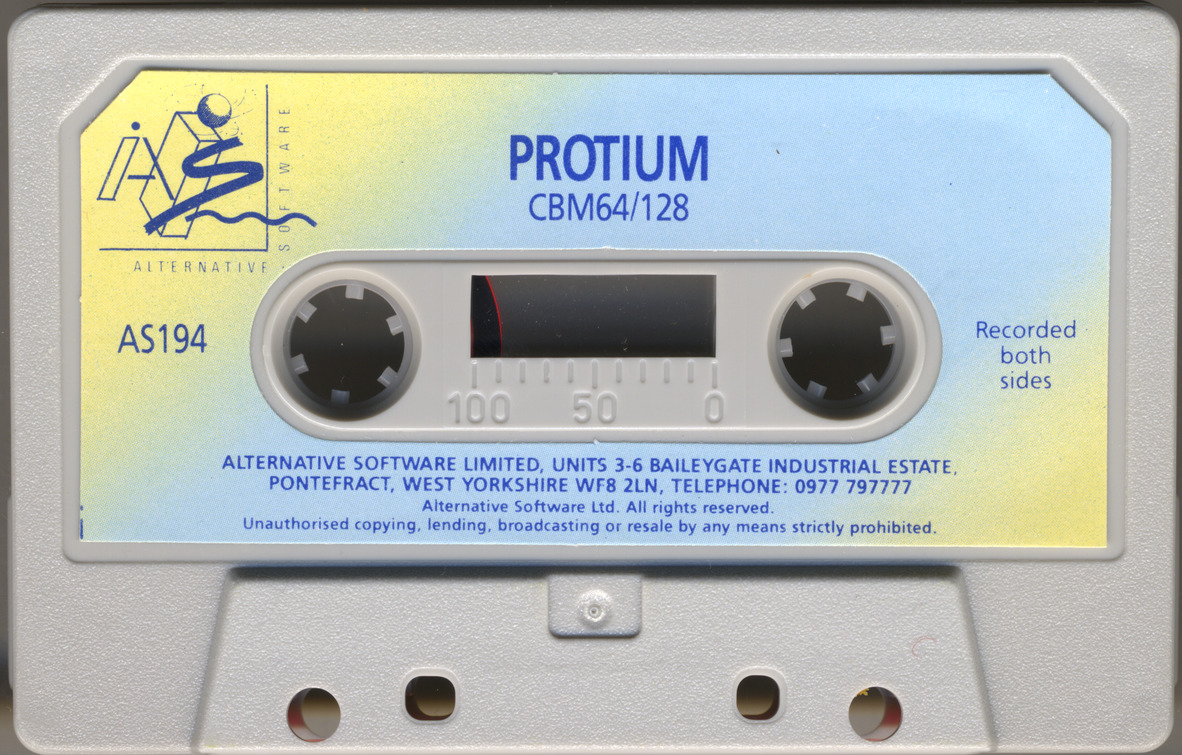 iAS
SOFTWARE
ALTERNATIVE
PROTIUM
CBM64/128
AS194
Recorded
both
sides
100 50 0
ALTERNATIVE SOFTWARE LIMITED, UNITS 3-6 BAILEYGATE INDUSTRIAL ESTATE,
PONTEFRACT, WEST YORKSHIRE WF8 2LN, TELEPHONE: 0977 797777
Alternative Software Ltd. All rights reserved.
Unauthorised copying, lending, broadcasting or resale by any means strictly prohibited.